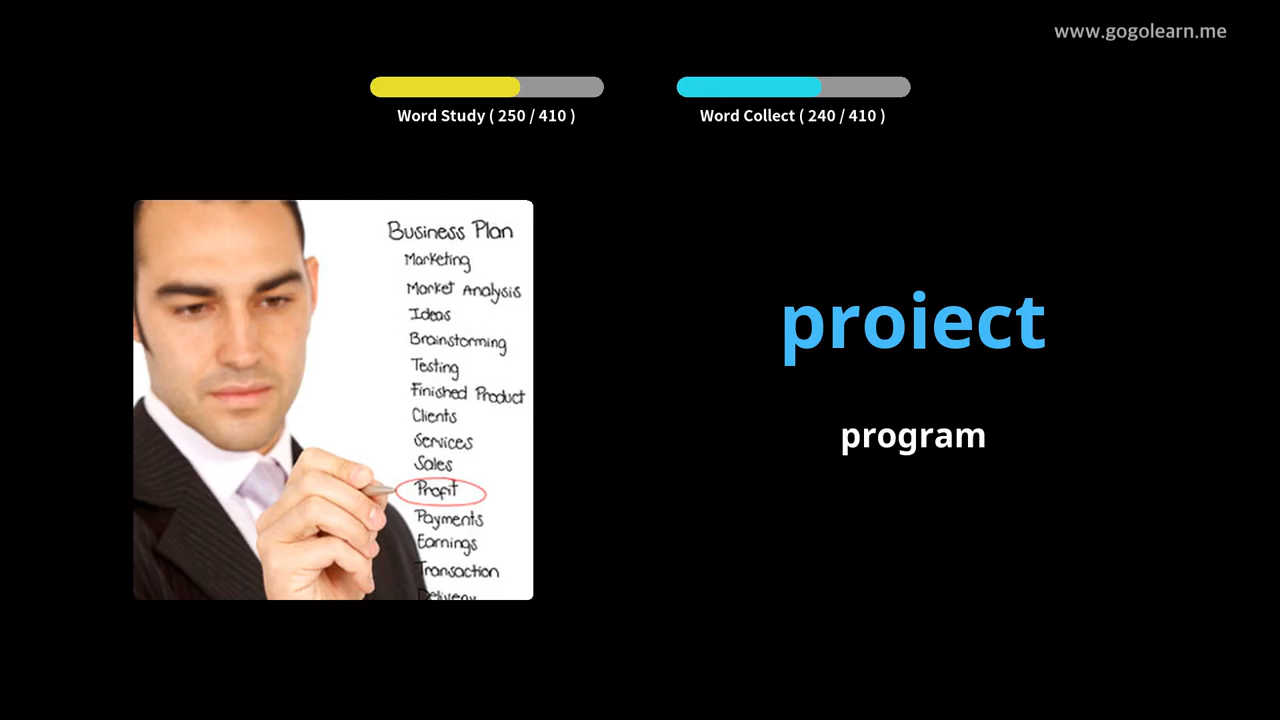 www.gogolearn.me
Word Study ( 250 / 410 )
Word Collect ( 240 / 410 )
Business Plan
Marketing
Market Analysis
Ideas
Brainstorming
Testing
Finished Product
Clients
Services
Sales
Profit
Payments
Earnings
Transaction
Delivery
proiect
program